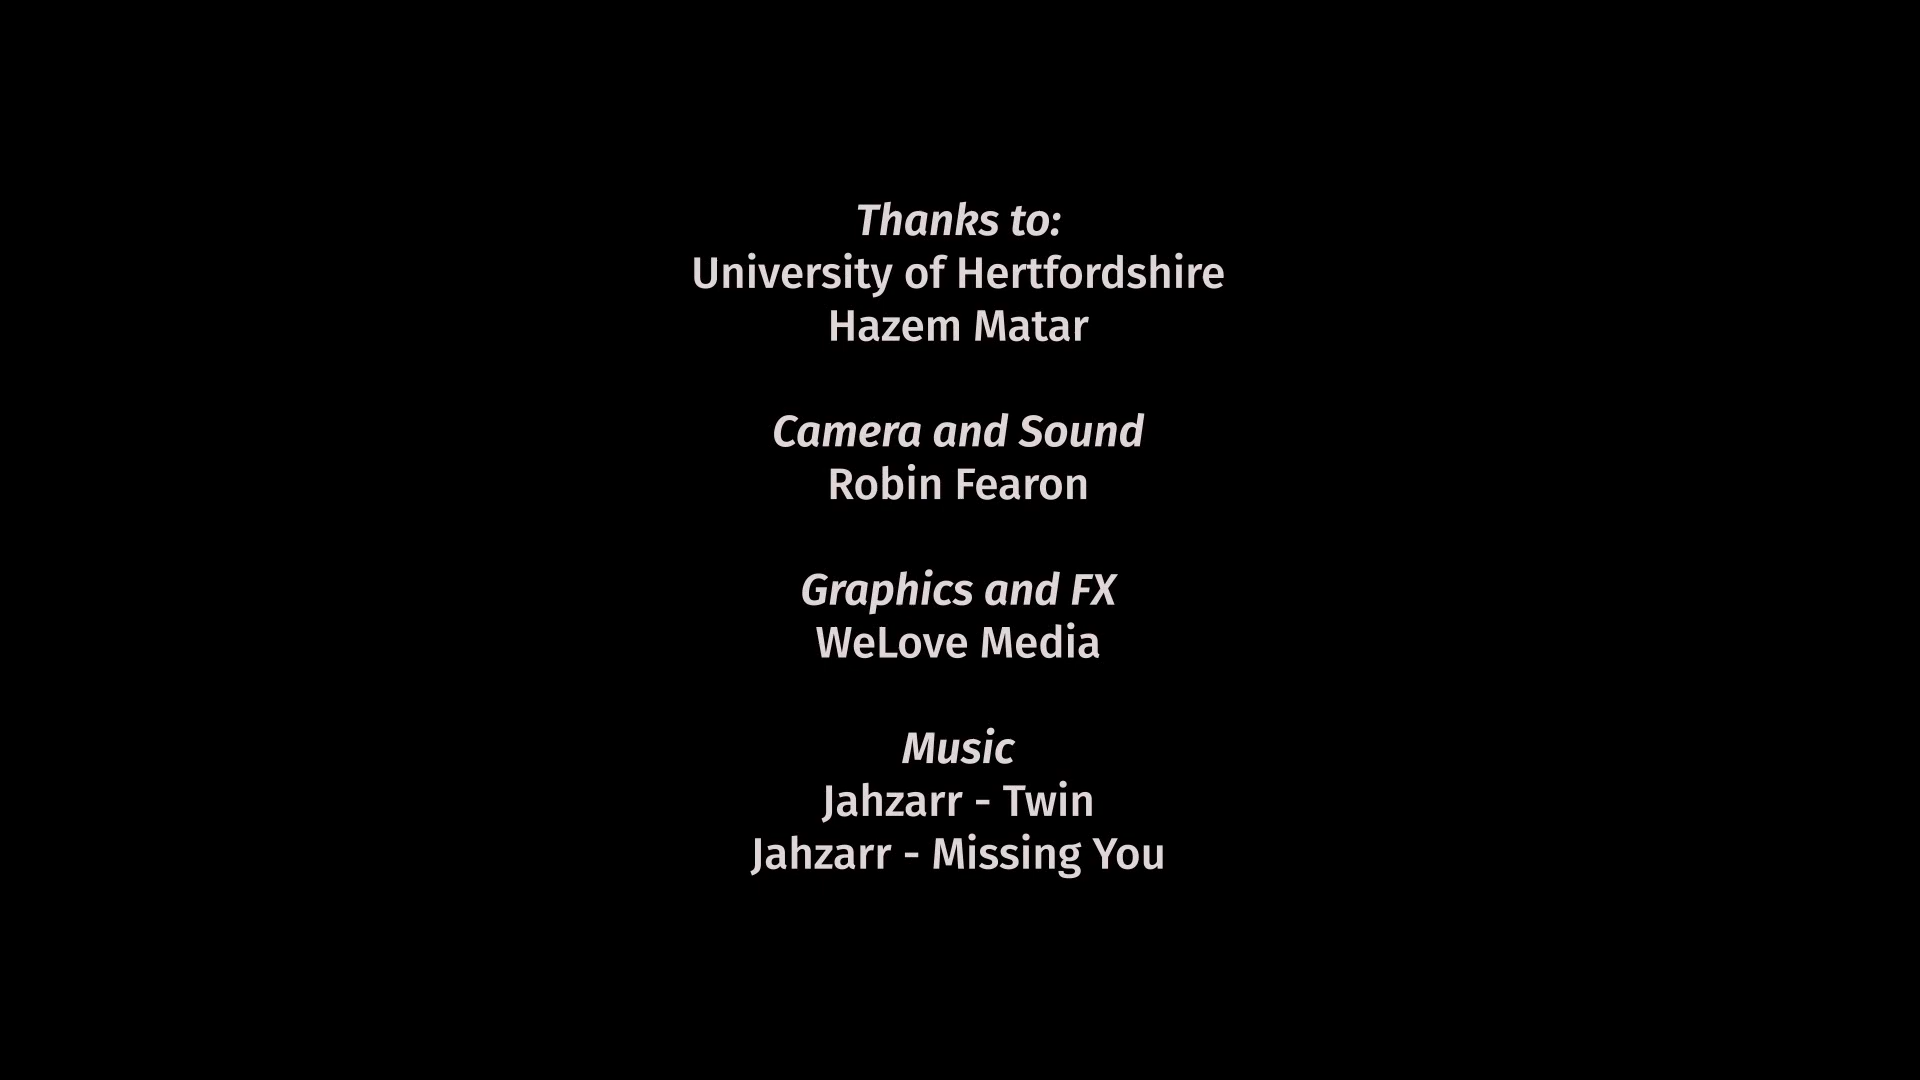 Thanks to:
University of Hertfordshire
Hazem Matar
Camera and Sound
Robin Fearon
Graphics and FX
WeLove Media
Music
Jahzarr - Twin
Jahzarr - Missing You